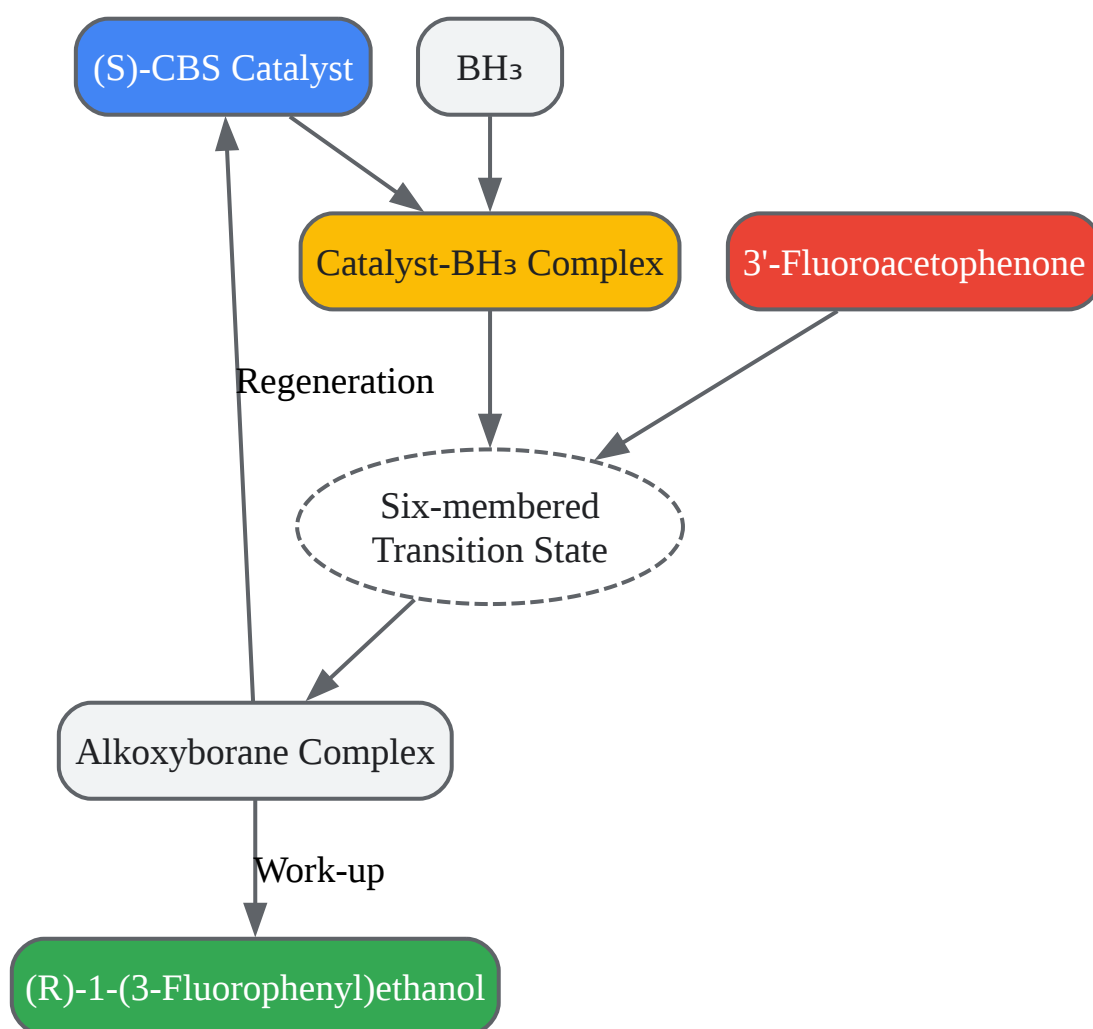 (S)-CBS Catalyst
BH₃
Catalyst-BH₃ Complex
3'-Fluoroacetophenone
Regeneration
Six-membered
Transition State
Alkoxyborane Complex
Work-up
(R)-1-(3-Fluorophenyl)ethanol